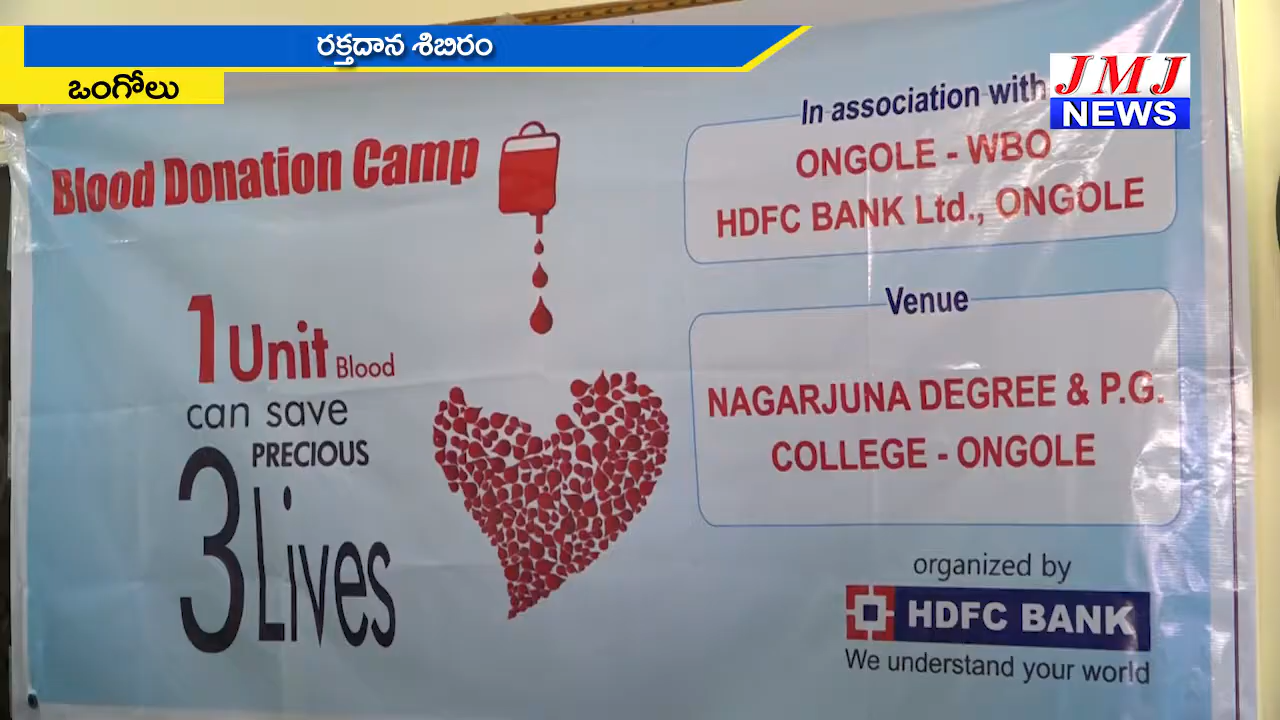 రక్తదాన శిబిరం
ఒంగోలు
JMJ
NEWS
Blood Donation Camp
1 Unit Blood
can save
PRECIOUS
3 Lives
In association with
ONGOLE - WBO
HDFC BANK Ltd., ONGOLE
Venue
NAGARJUNA DEGREE & P.G.
COLLEGE - ONGOLE
organized by
HDFC BANK
We understand your world